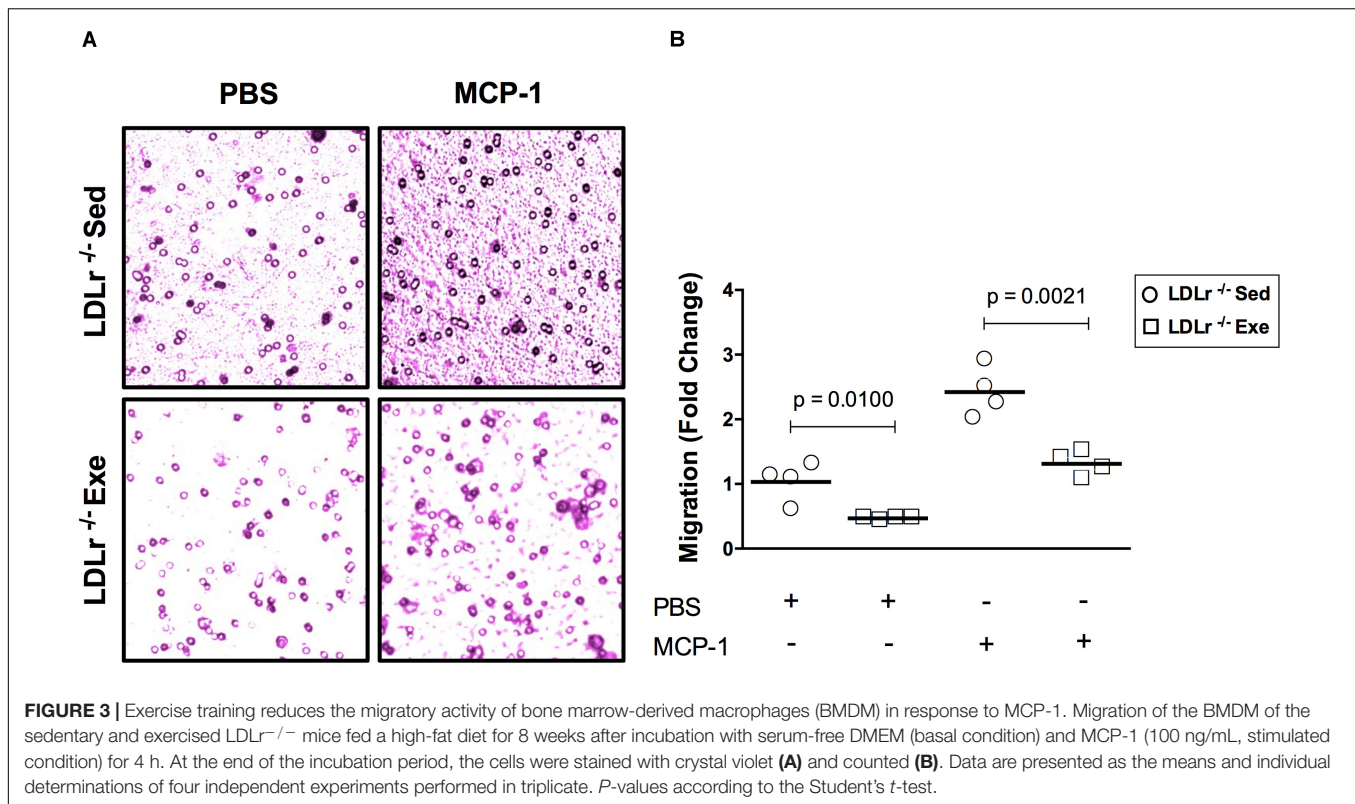 A
B
PBS
MCP-1
LDLr -/- Sed
LDLr -/- Exe
Migration (Fold Change)
4
3
2
1
0
p = 0.0100
p = 0.0021
LDLr -/- Sed
LDLr -/- Exe
PBS + + - -
MCP-1 - - + +
FIGURE 3 | Exercise training reduces the migratory activity of bone marrow-derived macrophages (BMDM) in response to MCP-1. Migration of the BMDM of the
sedentary and exercised LDLr−/− mice fed a high-fat diet for 8 weeks after incubation with serum-free DMEM (basal condition) and MCP-1 (100 ng/mL, stimulated
condition) for 4 h. At the end of the incubation period, the cells were stained with crystal violet (A) and counted (B). Data are presented as the means and individual
determinations of four independent experiments performed in triplicate. P-values according to the Student's t-test.